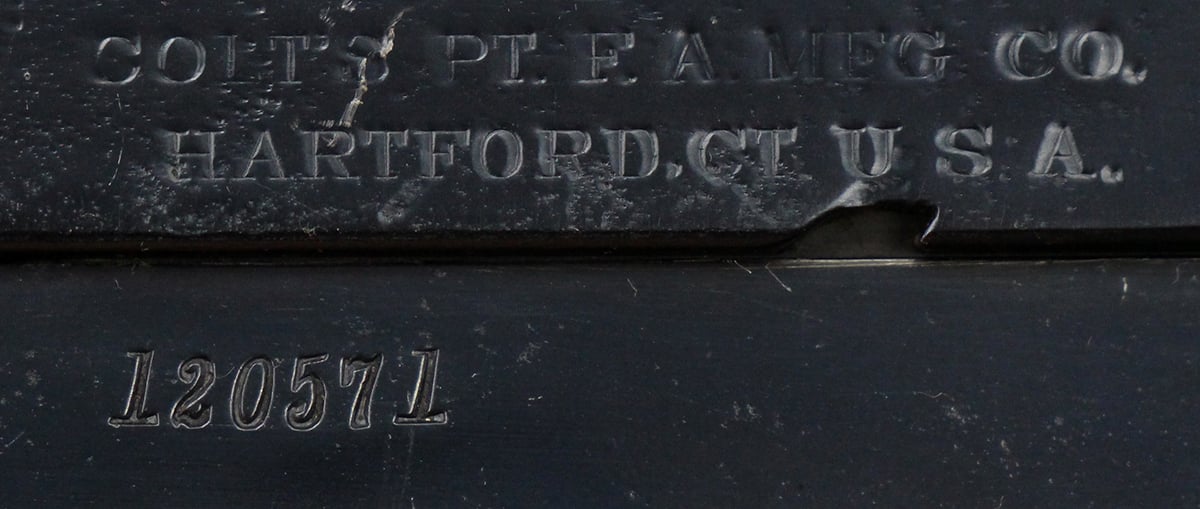 COLT'S PT. F. A. MFG. CO.
HARTFORD, CT. U.S.A.
120571